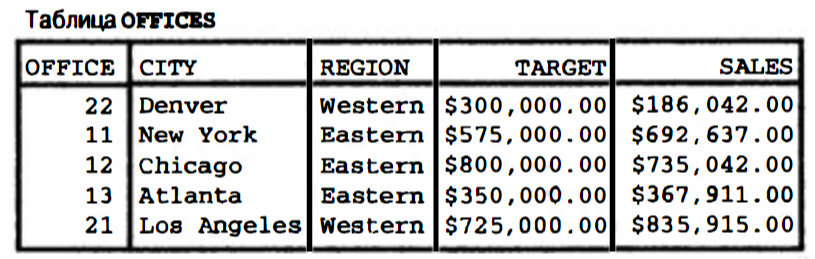 Таблица OFFICES
OFFICE CITY REGION TARGET SALES
22 Denver Western $300,000.00 $186,042.00
11 New York Eastern $575,000.00 $692,637.00
12 Chicago Eastern $800,000.00 $735,042.00
13 Atlanta Eastern $350,000.00 $367,911.00
21 Los Angeles Western $725,000.00 $835,915.00